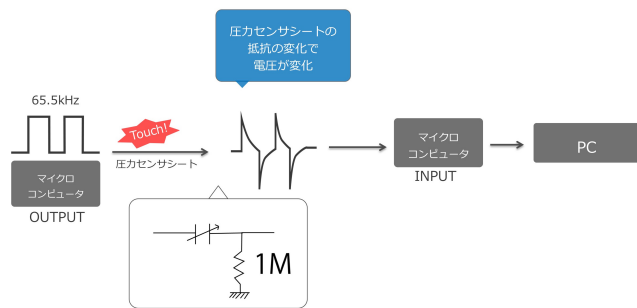 圧力センサシートの
抵抗の変化で
電圧が変化
65.5kHz
Touch!
圧力センサシート
マイクロ
コンピュータ
OUTPUT
マイクロ
コンピュータ
INPUT
PC
1M